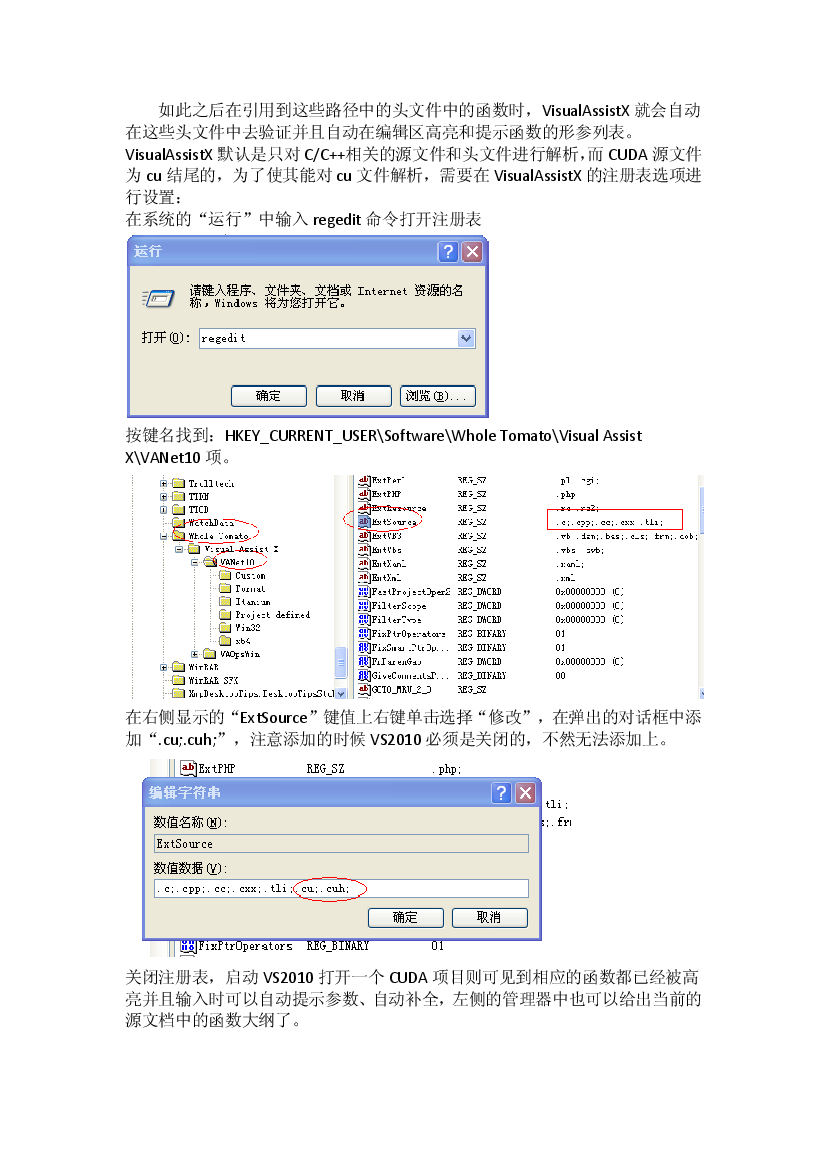 如此之后在引用到这些路径中的头文件中的函数时，VisualAssistX 就会自动
在这些头文件中去验证并且自动在编辑区高亮和提示函数的形参列表。
VisualAssistX 默认是只对 C/C++相关的源文件和头文件进行解析，而 CUDA 源文件
为 cu 结尾的，为了使其能对 cu 文件解析，需要在 VisualAssistX 的注册表选项进
行设置：
在系统的“运行”中输入 regedit 命令打开注册表
运行
请键入程序、文件夹、文档或 Internet 资源的名
称，Windows 将为您打开它。
打开(O): regedit
确定 取消 浏览(B)...
按键名找到：HKEY_CURRENT_USER\Software\Whole Tomato\Visual Assist
X\VANet10 项。
Trolltech
WatchData
Whole Tomato
Visual Assist X
VANet10
Custom
Format
Itanium
Project defined
Win32
x64
VAOpsWin
WinRAR
WinRAR SFX
ExtPerl REG_SZ
ExtPHP REG_SZ .php
ExtResource REG_SZ .rc .rc2;
ExtSource REG_SZ .c;.cpp;.cc;.cxx;.tli;
ExtVB3 REG_SZ
ExtVbs REG_SZ .vbs .svb;
ExtXaml REG_SZ .xaml;
ExtXml REG_SZ .xml
FastProjectOpen2 REG_DWORD 0x00000000 (0)
FilterScope REG_DWORD 0x00000000 (0)
FilterType REG_DWORD 0x00000000 (0)
FixPtrOperators REG_BINARY 01
FixSmartPtrOp... REG_BINARY 01
FnParenGap REG_DWORD 0x00000000 (0)
GiveCommentsP... REG_BINARY 00
GOTO_MRU_2_0 REG_SZ
在右侧显示的“ExtSource”键值上右键单击选择“修改”，在弹出的对话框中添
加“.cu;.cuh;”，注意添加的时候 VS2010 必须是关闭的，不然无法添加上。
ExtPHP REG_SZ .php;
编辑字符串
tli;
数值名称(N):
ExtSource
数值数据(V):
.c;.cpp;.cc;.cxx;.tli;.cu;.cuh;
确定 取消
FixPtrOperators REG_BINARY 01
关闭注册表，启动 VS2010 打开一个 CUDA 项目则可见到相应的函数都已经被高
亮并且输入时可以自动提示参数、自动补全，左侧的管理器中也可以给出当前的
源文档中的函数大纲了。